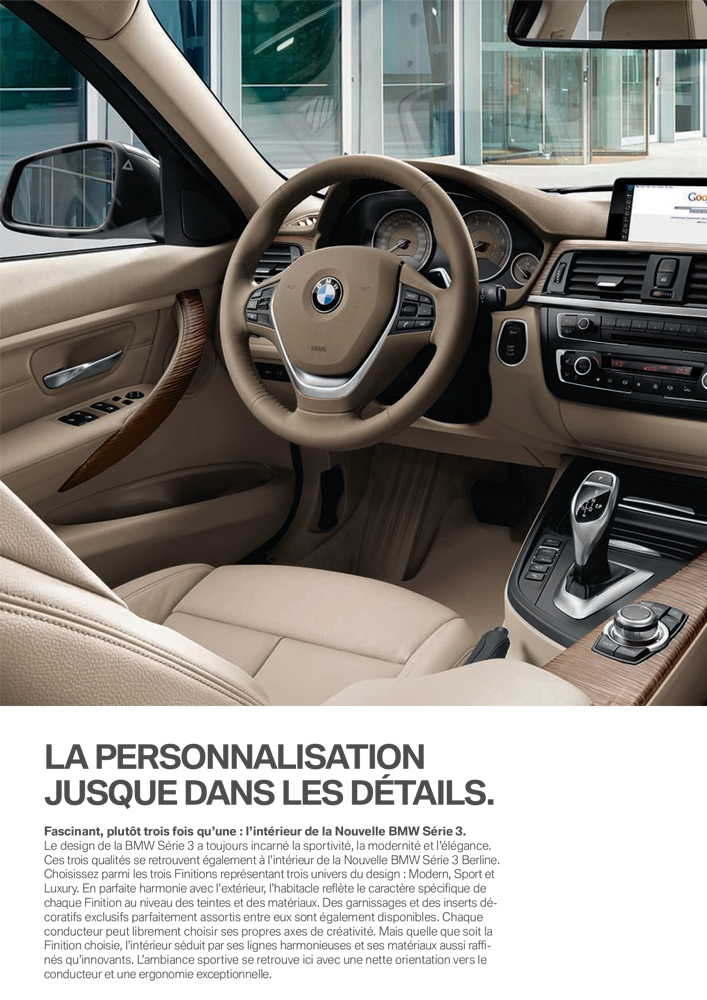 BMW
Goo
LA PERSONNALISATION
JUSQUE DANS LES DÉTAILS.
Fascinant, plutôt trois fois qu’une : l’intérieur de la Nouvelle BMW Série 3.
Le design de la BMW Série 3 a toujours incarné la sportivité, la modernité et l’élégance.
Ces trois qualités se retrouvent également à l’intérieur de la Nouvelle BMW Série 3 Berline.
Choisissez parmi les trois Finitions représentant trois univers du design : Modern, Sport et
Luxury. En parfaite harmonie avec l’extérieur, l’habitacle reflète le caractère spécifique de
chaque Finition au niveau des teintes et des matériaux. Des garnissages et des inserts dé-
coratifs exclusifs parfaitement assortis entre eux sont également disponibles. Chaque
conducteur peut librement choisir ses propres axes de créativité. Mais quelle que soit la
Finition choisie, l’intérieur séduit par ses lignes harmonieuses et ses matériaux aussi raffi-
nés qu’innovants. L’ambiance sportive se retrouve ici avec une nette orientation vers le
conducteur et une ergonomie exceptionnelle.